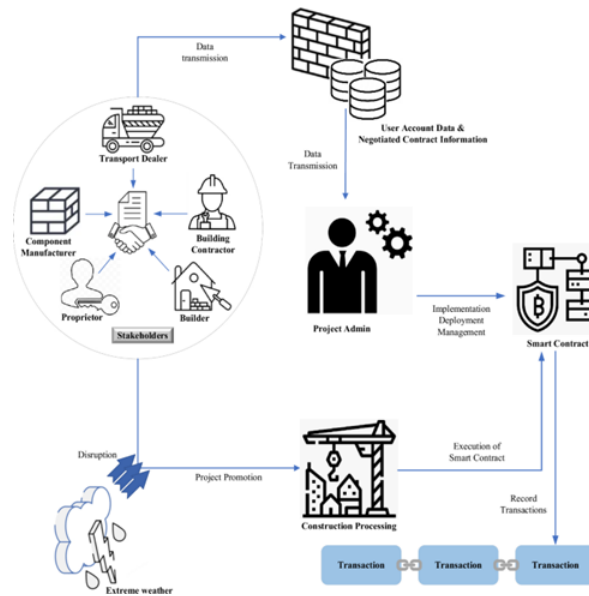 Data
transmission
User Account Data &
Negotiated Contract Information
Transport Dealer
Data
Transmission
Component
Manufacturer
Building
Contractor
Proprietor
Builder
Stakeholders
Project Admin
Implementation
Deployment
Management
Smart Contract
Disruption
Project Promotion
Execution of
Smart Contract
Construction Processing
Record
Transactions
Extreme weather
Transaction
Transaction
Transaction